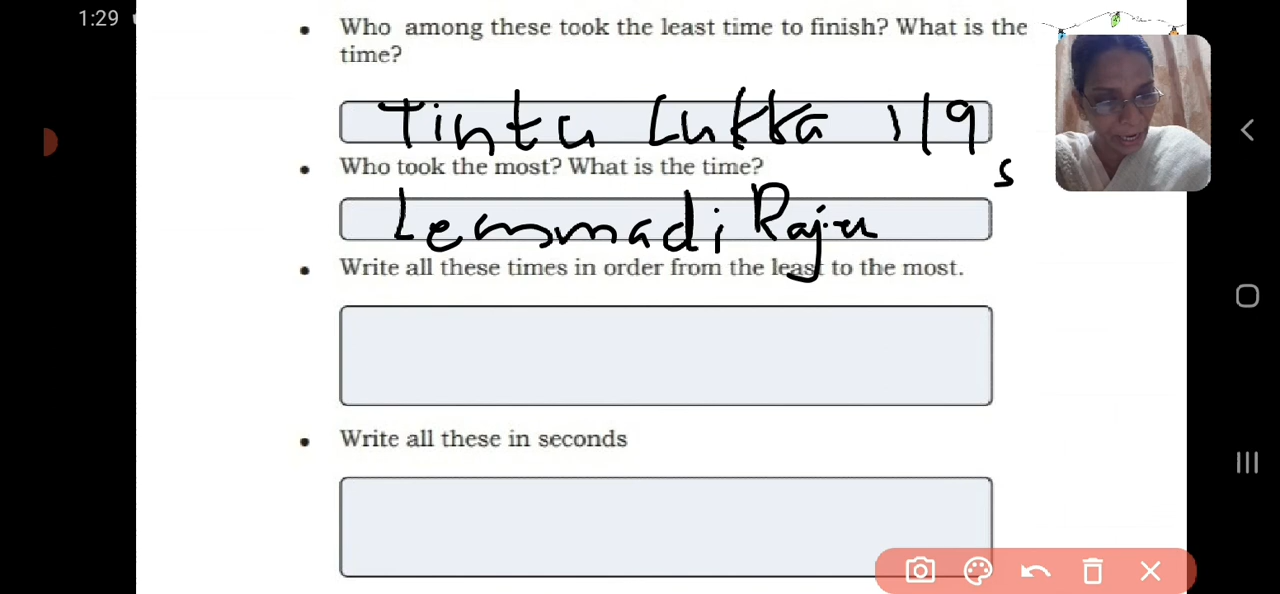 1:29
• Who among these took the least time to finish? What is the
time?
Tintu Lukka 119
s
• Who took the most? What is the time?
Lemmadi Raju
• Write all these times in order from the least to the most.
• Write all these in seconds